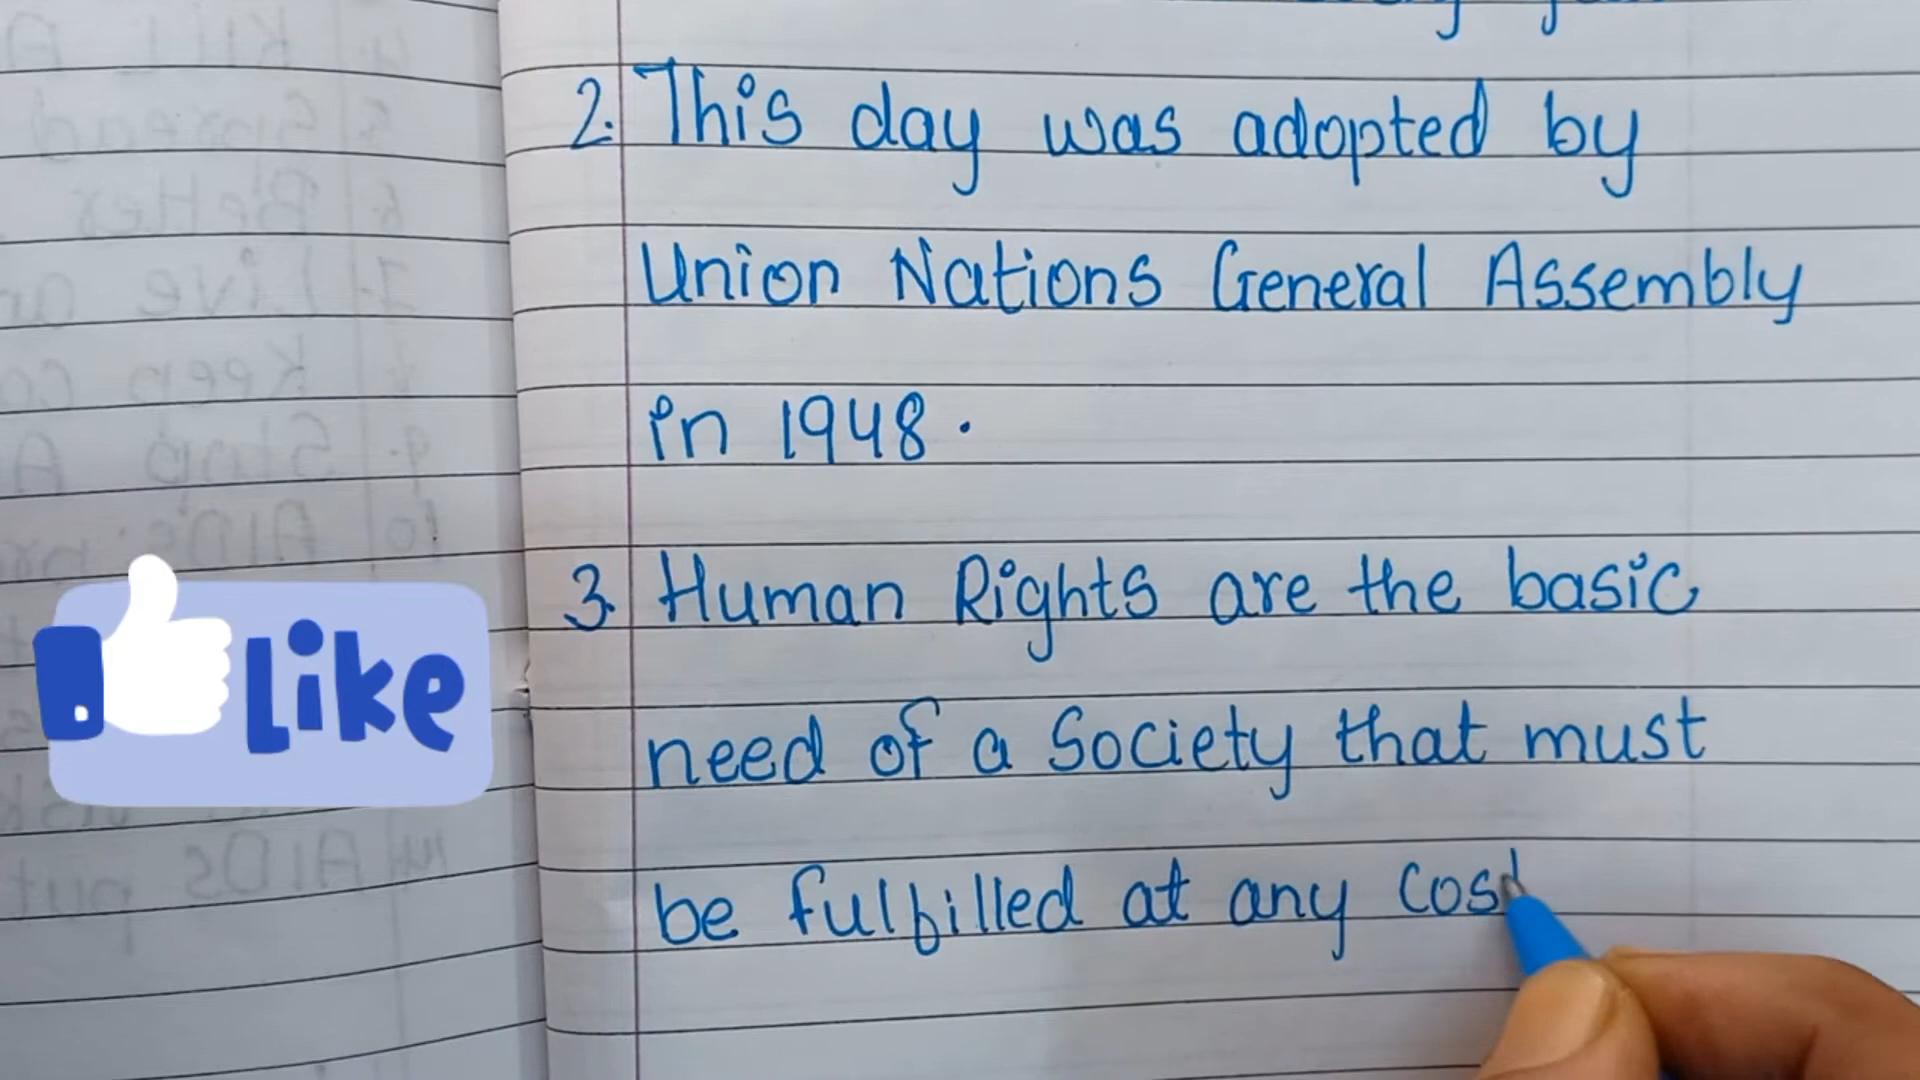 2. This day was adopted by
Union Nations General Assembly
in 1948.
3. Human Rights are the basic
need of a Society that must
be fulfilled at any cost
Like